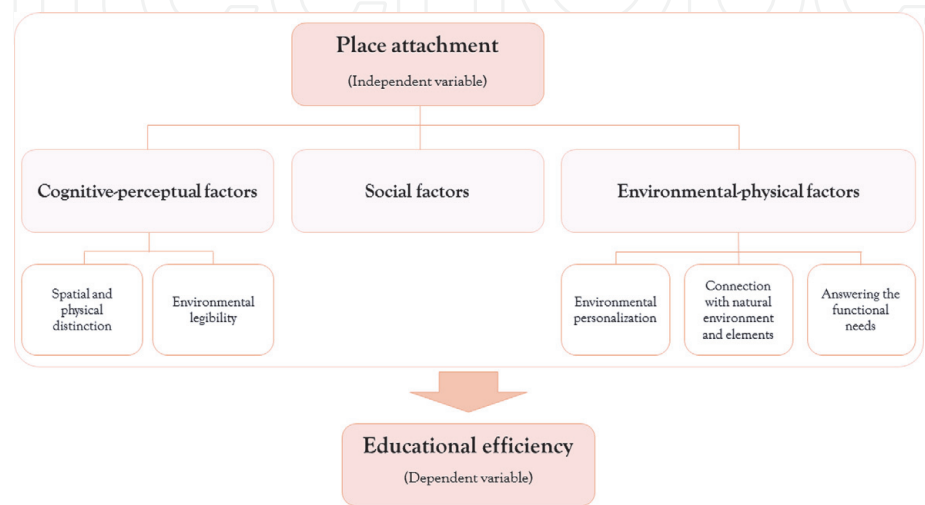 Place attachment
(Independent variable)
Cognitive-perceptual factors
Social factors
Environmental-physical factors
Spatial and
physical
distinction
Environmental
legibility
Environmental
personalization
Connection with
natural
environment
and elements
Answering the
functional
needs
Educational efficiency
(Dependent variable)